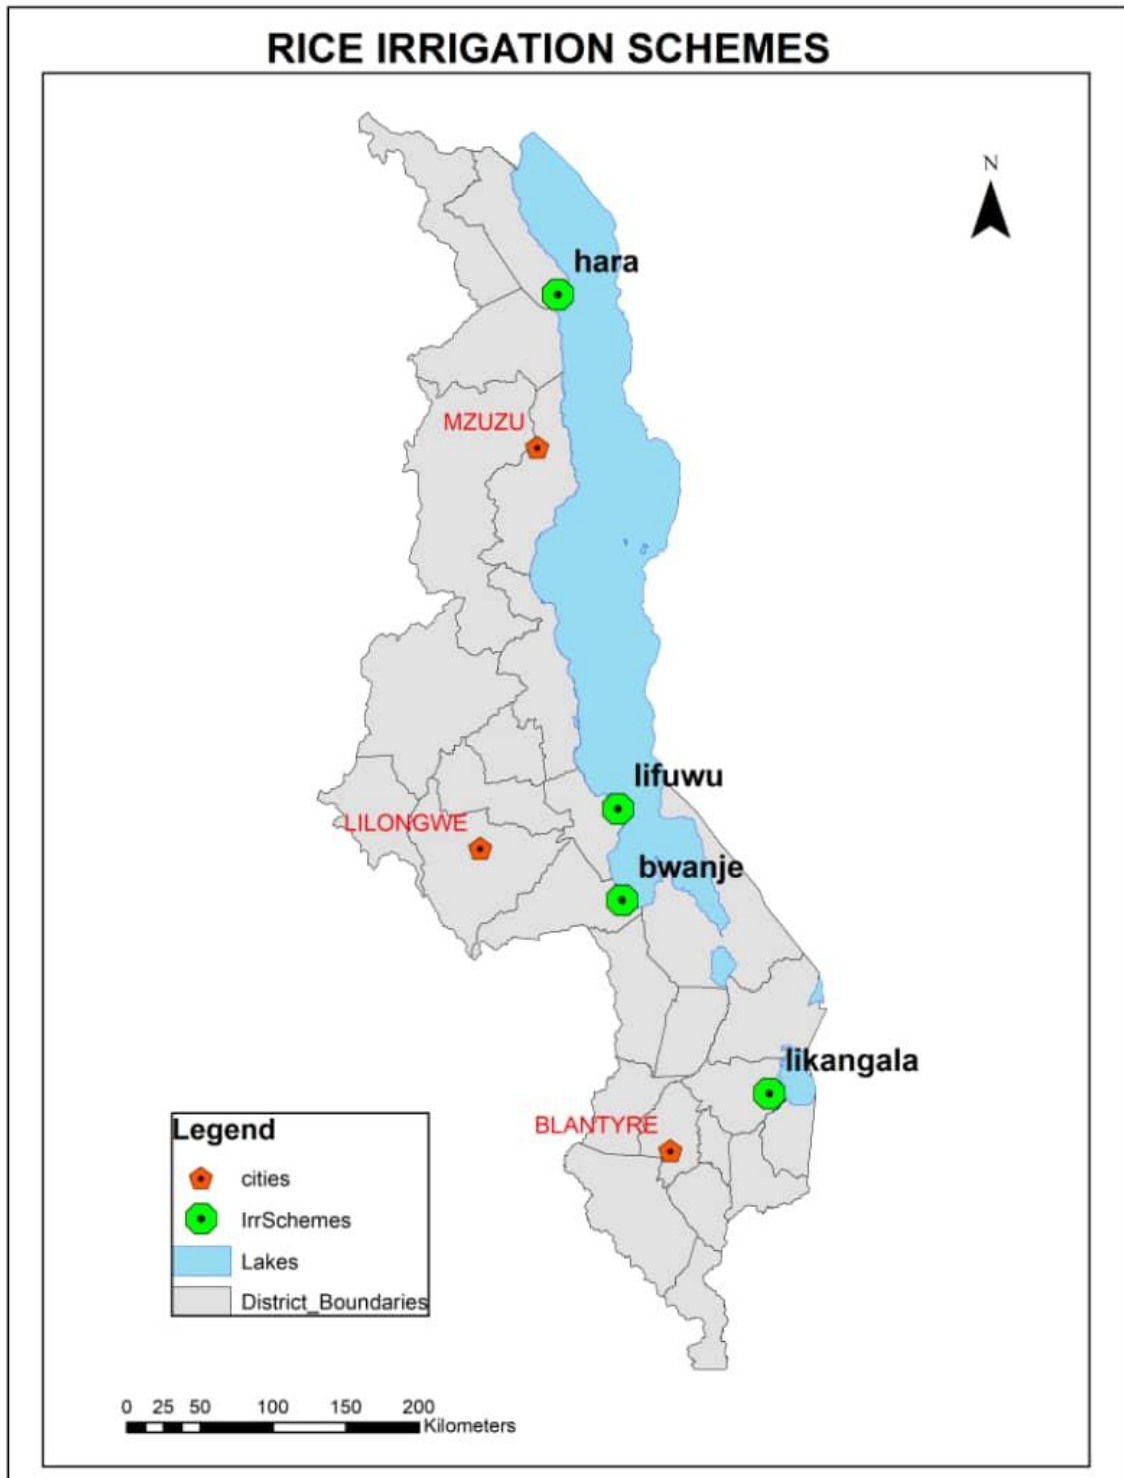 RICE IRRIGATION SCHEMES
N
hara
MZUZU
lifuwu
LILONGWE
bwanje
likangala
BLANTYRE
Legend
cities
IrrSchemes
Lakes
District_Boundaries
0 25 50 100 150 200
Kilometers